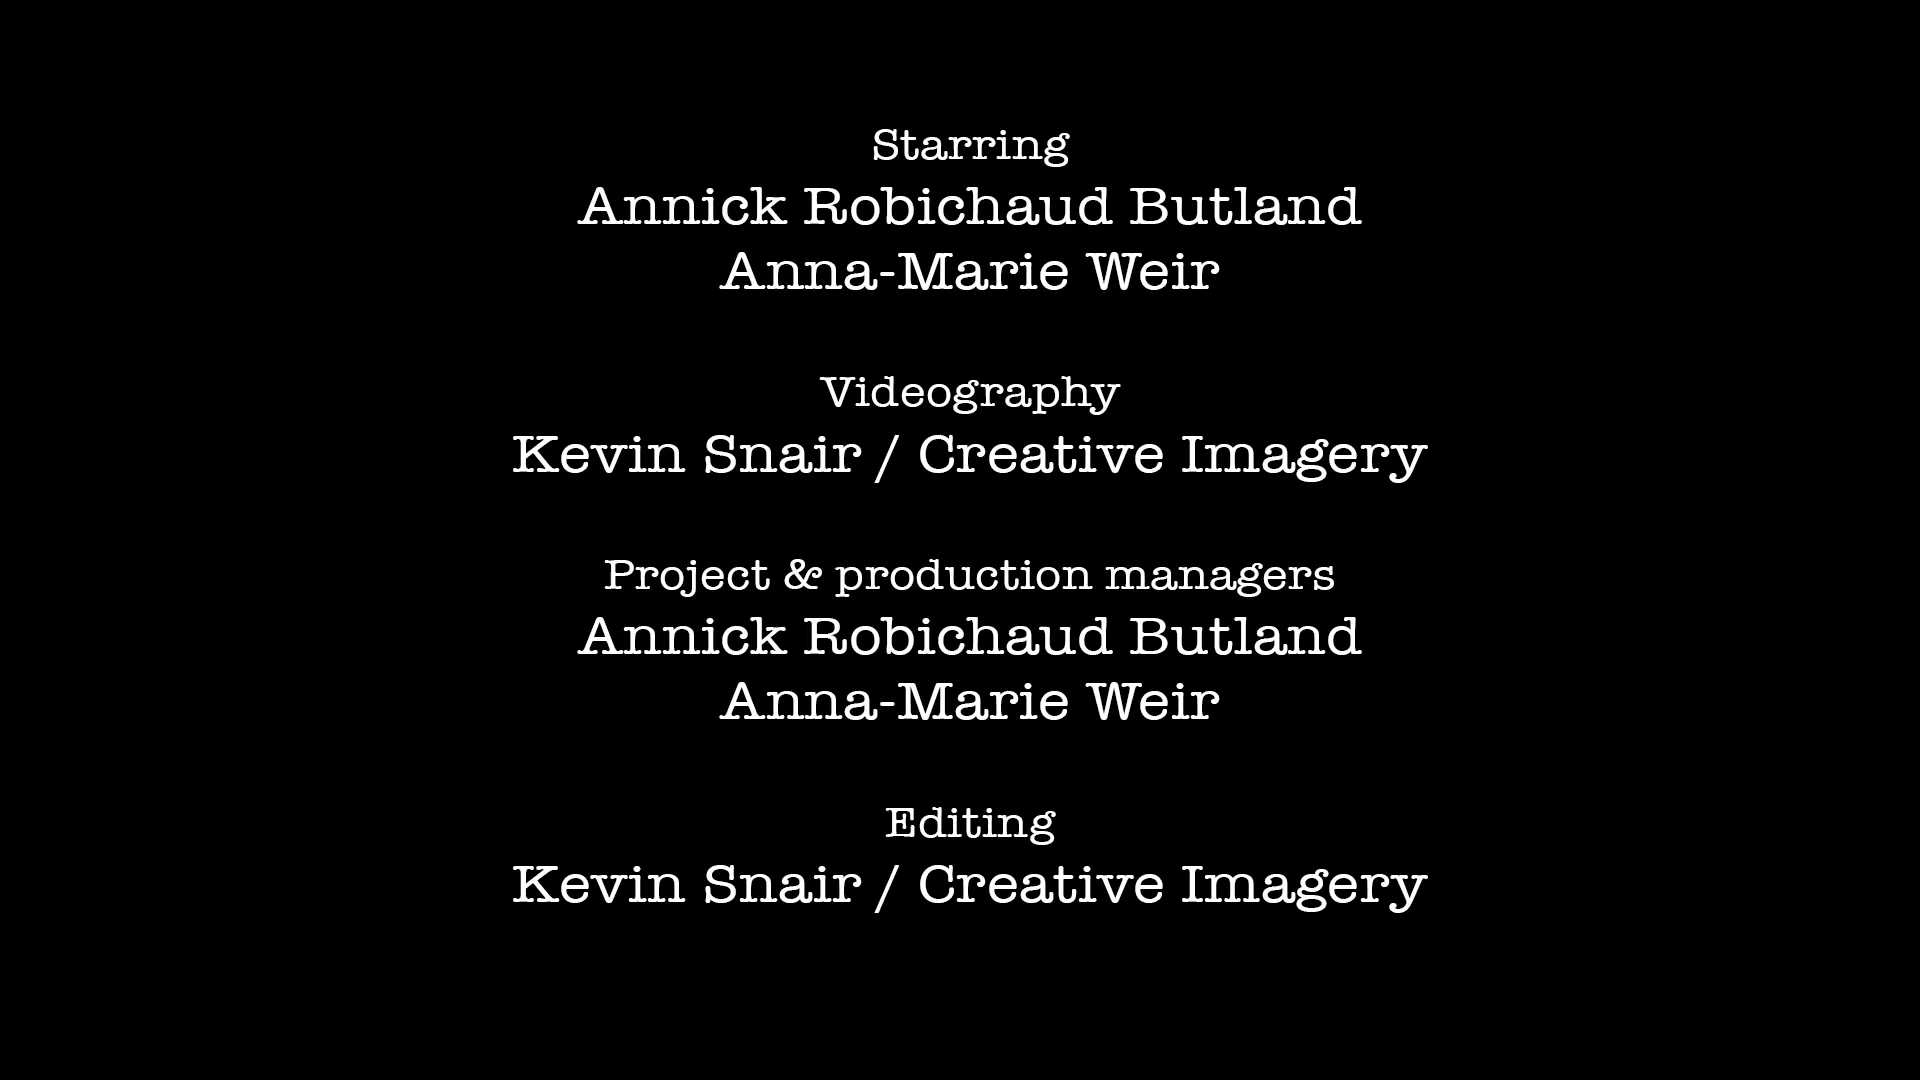 Starring
Annick Robichaud Butland
Anna-Marie Weir
Videography
Kevin Snair / Creative Imagery
Project & production managers
Annick Robichaud Butland
Anna-Marie Weir
Editing
Kevin Snair / Creative Imagery